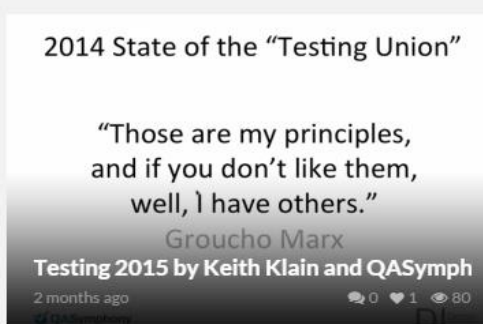 2014 State of the “Testing Union”
“Those are my principles,
and if you don’t like them,
well, I have others.”
Groucho Marx
Testing 2015 by Keith Klain and QASymph
2 months ago 0 1 80
QASymphony